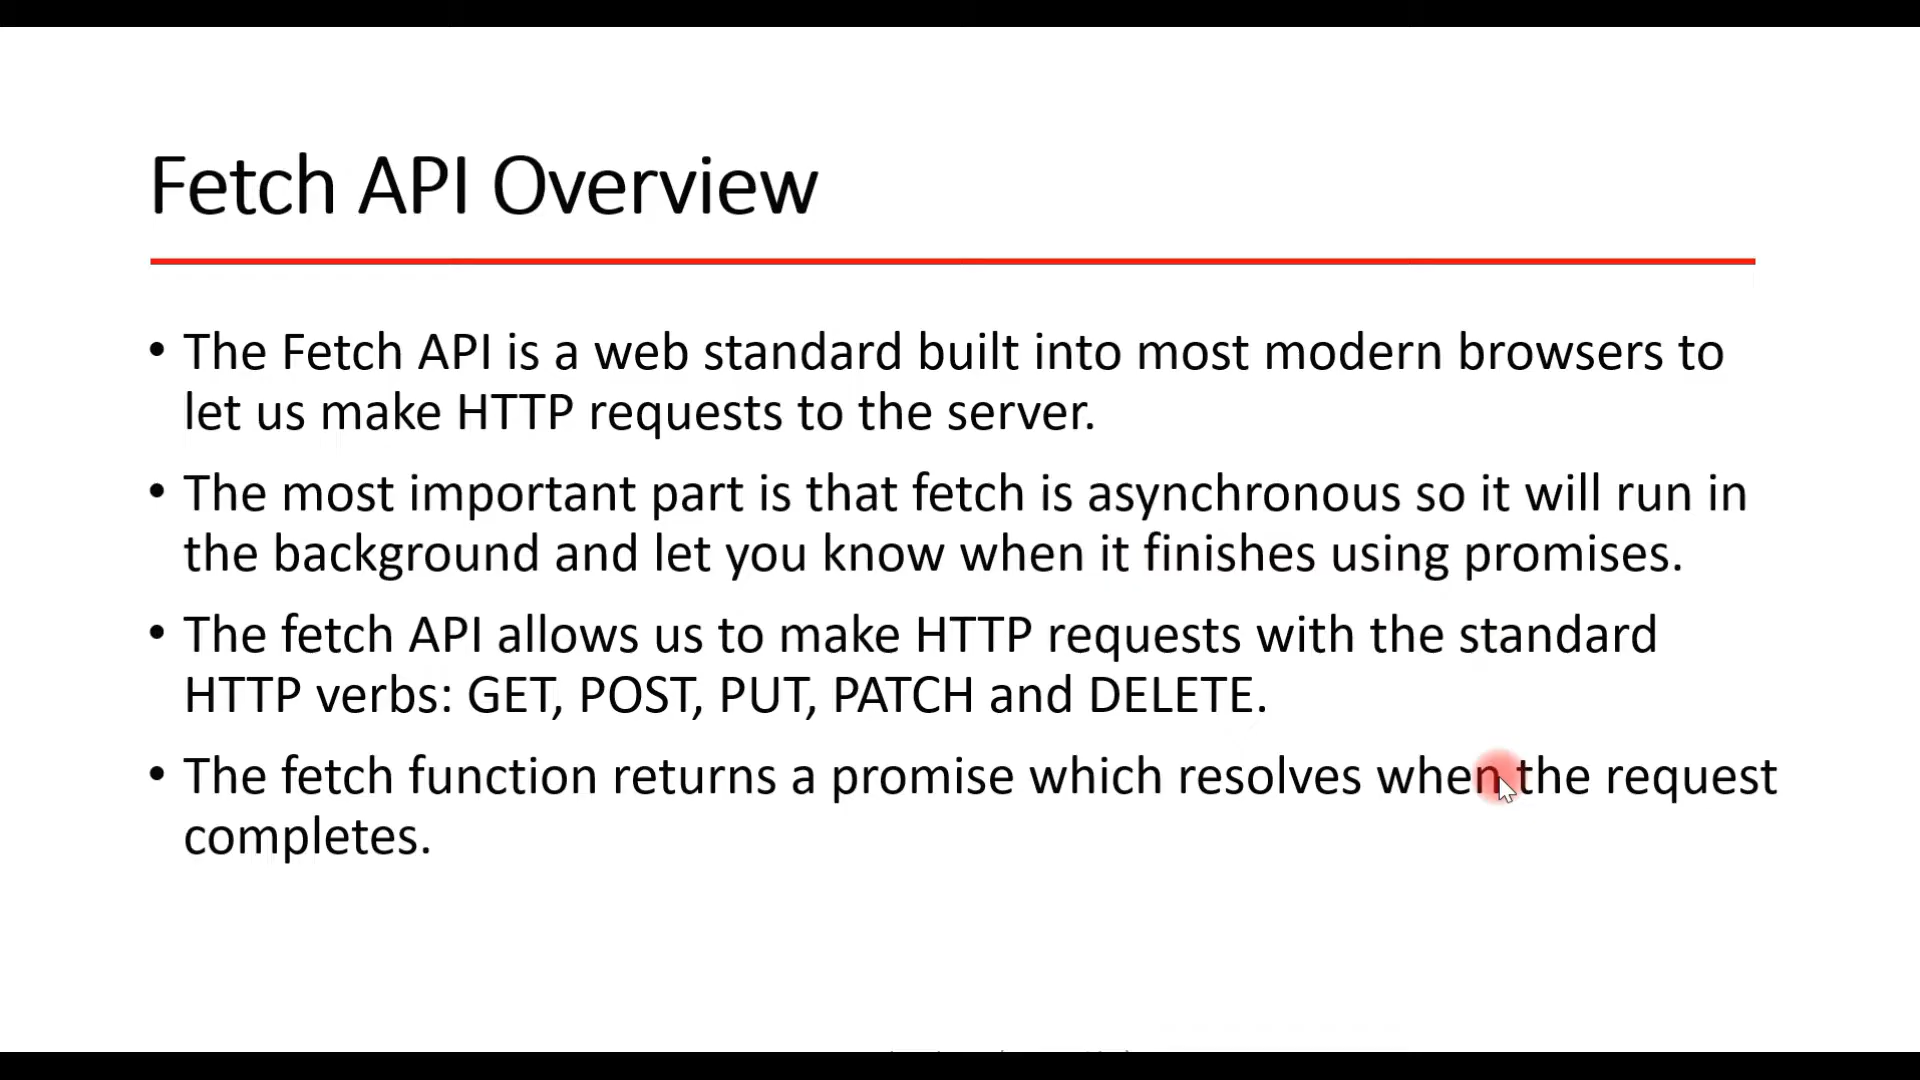 Fetch API Overview
• The Fetch API is a web standard built into most modern browsers to
let us make HTTP requests to the server.
• The most important part is that fetch is asynchronous so it will run in
the background and let you know when it finishes using promises.
• The fetch API allows us to make HTTP requests with the standard
HTTP verbs: GET, POST, PUT, PATCH and DELETE.
• The fetch function returns a promise which resolves when the request
completes.